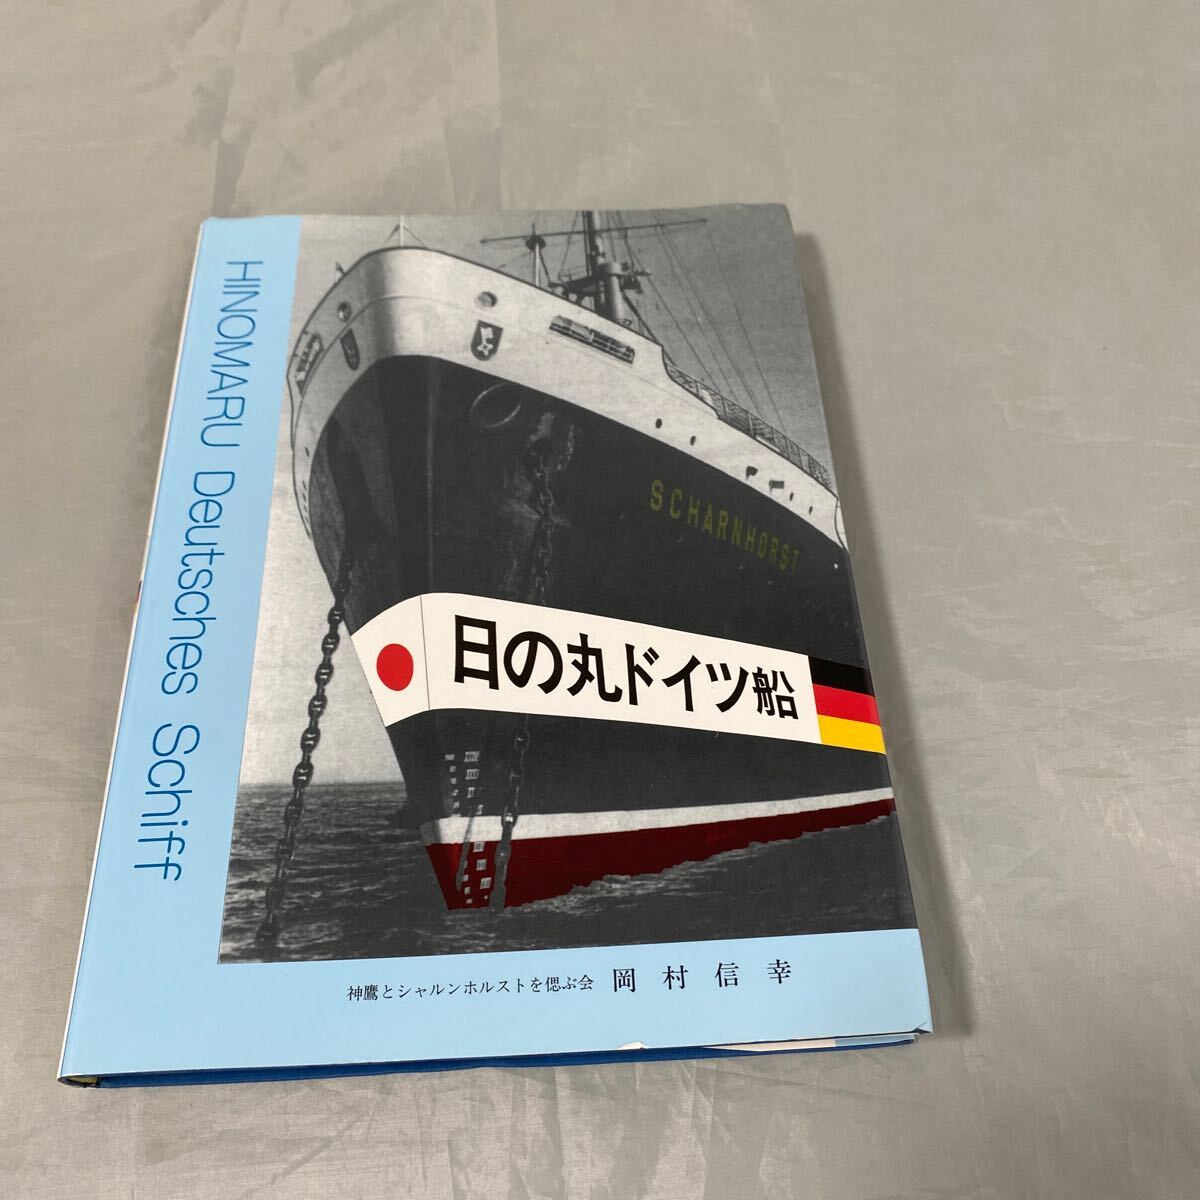 HINOMARU Deutsches Schiff
SCHARNHORST
日の丸ドイツ船
神鷹とシャルンホルストを偲ぶ会 岡村信幸